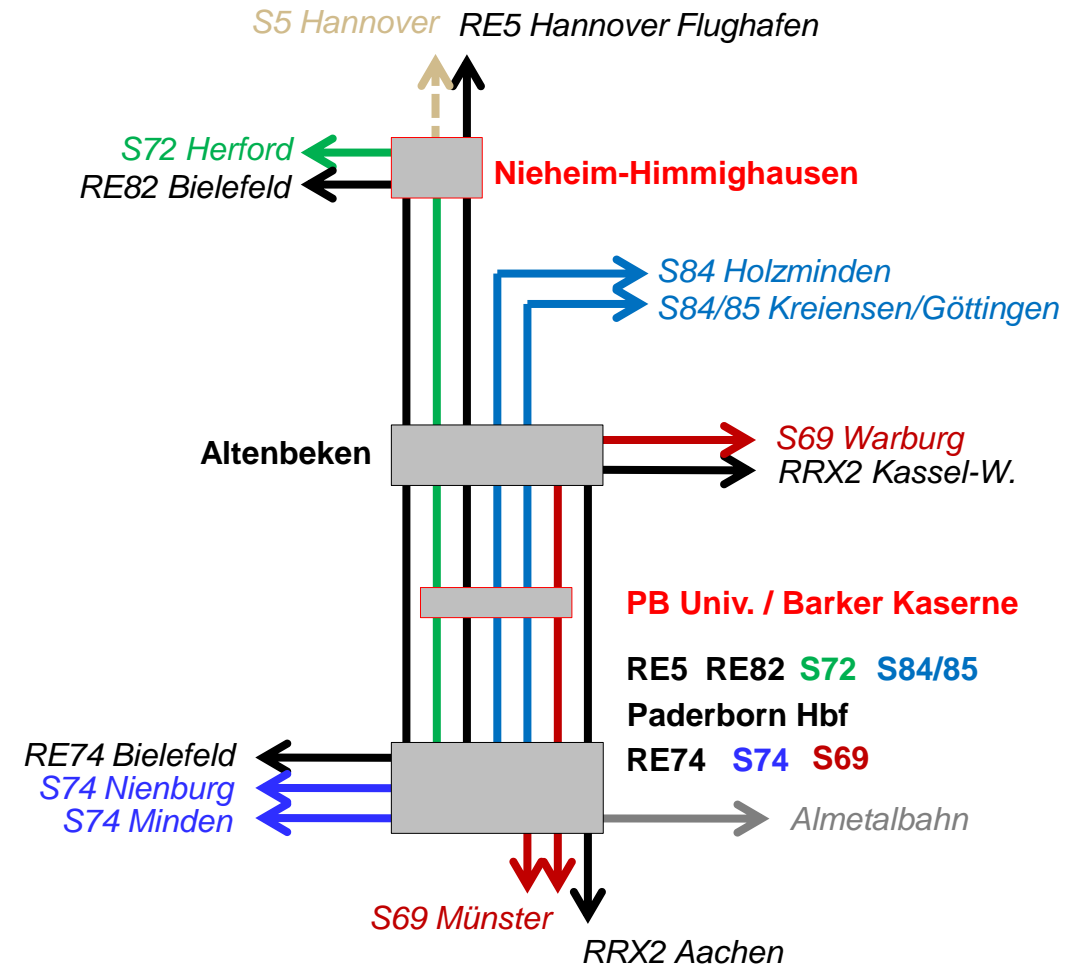 S5 Hannover RE5 Hannover Flughafen
S72 Herford
RE82 Bielefeld
Nieheim-Himmighausen
S84 Holzminden
S84/85 Kreiensen/Göttingen
Altenbeken
S69 Warburg
RRX2 Kassel-W.
PB Univ. / Barker Kaserne
RE5 RE82 S72 S84/85
Paderborn Hbf
RE74 S74 S69
RE74 Bielefeld
S74 Nienburg
S74 Minden
Almetalbahn
S69 Münster
RRX2 Aachen